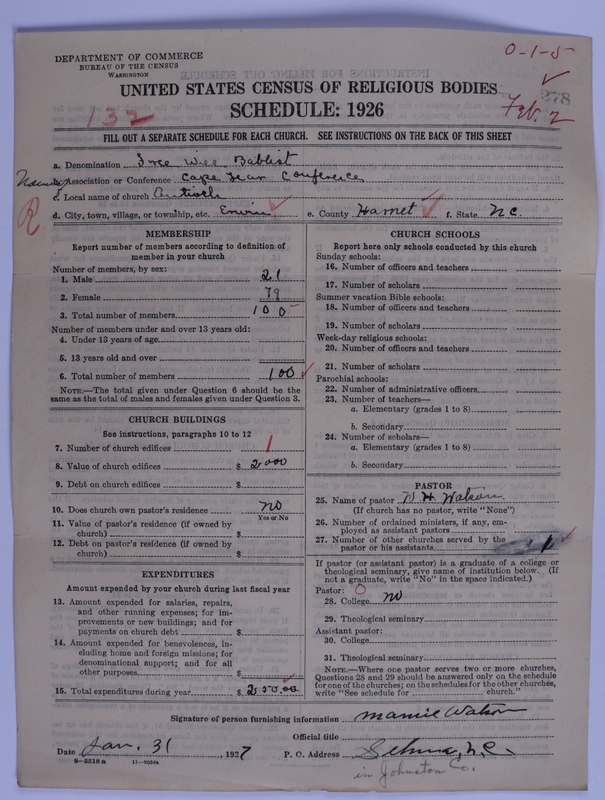 DEPARTMENT OF COMMERCE
BUREAU OF THE CENSUS
WASHINGTON
0-1-5
UNITED STATES CENSUS OF RELIGIOUS BODIES
SCHEDULE: 1926
132
278
Feb. 2
FILL OUT A SEPARATE SCHEDULE FOR EACH CHURCH. SEE INSTRUCTIONS ON THE BACK OF THIS SHEET
a. Denomination Free Will Babtist
b. Association or Conference Cape Fear Conference
c. Local name of church Antioch
R
d. City, town, village, or township, etc. Erwin e. County Harnet f. State N.C.
MEMBERSHIP
Report number of members according to definition of member in your church
Number of members, by sex:
1. Male 21
2. Female 79
3. Total number of members 100
Number of members under and over 13 years old:
4. Under 13 years of age
5. 13 years old and over
6. Total number of members 100
NOTE.—The total given under Question 6 should be the
same as the total of males and females given under Question 3.
CHURCH BUILDINGS
See instructions, paragraphs 10 to 12
7. Number of church edifices 1
8. Value of church edifices $ 2000
9. Debt on church edifices $
10. Does church own pastor's residence no
Yes or No
11. Value of pastor's residence (if owned by
church) $
12. Debt on pastor's residence (if owned by
church) $
EXPENDITURES
Amount expended by your church during last fiscal year
13. Amount expended for salaries, repairs,
and other running expenses; for im-
provements or new buildings; and for
payments on church debt $
14. Amount expended for benevolences, in-
cluding home and foreign missions; for
denominational support; and for all
other purposes $
15. Total expenditures during year $ 250.00
CHURCH SCHOOLS
Report here only schools conducted by this church
Sunday schools:
16. Number of officers and teachers
17. Number of scholars
Summer vacation Bible schools:
18. Number of officers and teachers
19. Number of scholars
Week-day religious schools:
20. Number of officers and teachers
21. Number of scholars
Parochial schools:
22. Number of administrative officers
23. Number of teachers—
a. Elementary (grades 1 to 8)
b. Secondary
24. Number of scholars—
a. Elementary (grades 1 to 8)
b. Secondary
PASTOR
25. Name of pastor W H Watson
(If church has no pastor, write "None")
26. Number of ordained ministers, if any, em-
ployed as assistant pastors
27. Number of other churches served by the
pastor or his assistants 1
If pastor (or assistant pastor) is a graduate of a college or
theological seminary, give name of institution below. (If
not a graduate, write "No" in the space indicated.)
Pastor: O
28. College no
29. Theological seminary
Assistant pastor:
30. College
31. Theological seminary
NOTE.—Where one pastor serves two or more churches,
Questions 28 and 29 should be answered only on the schedule
for one of the churches; on the schedules for the other churches,
write "See schedule for church."
Signature of person furnishing information Mamie Watson
Official title
Date Jan. 31, 1927 P. O. Address Selma, N.C.
8—5518 a 11—9054a
in Johnston Co.